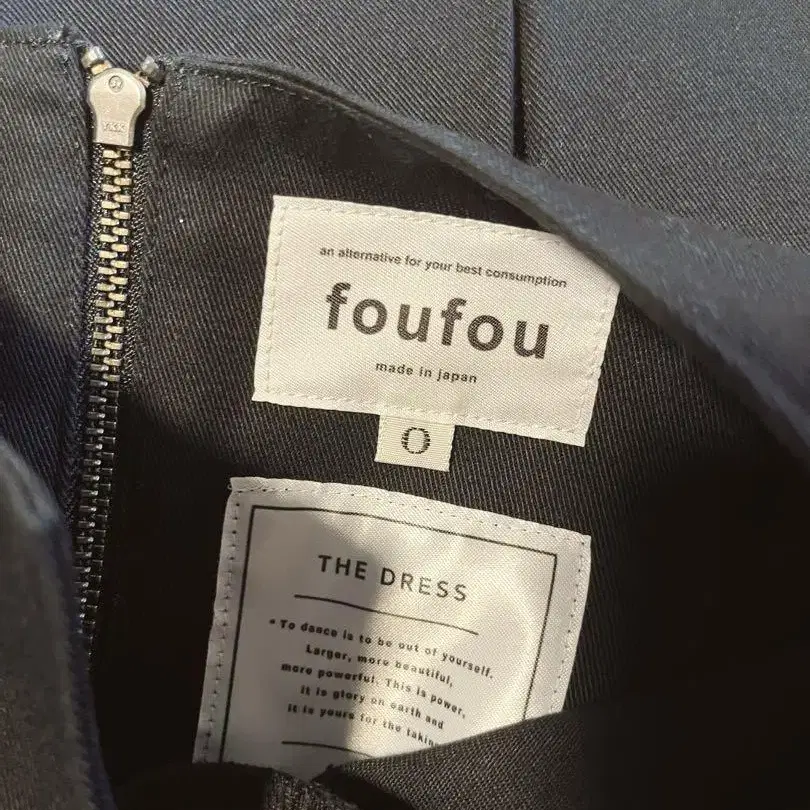 YKK
an alternative for your best consumption
foufou
made in japan
0
THE DRESS
"To dance is to be out of yourself.
Larger, more beautiful,
more powerful. This is power,
it is glory on earth and
it is yours for the takin